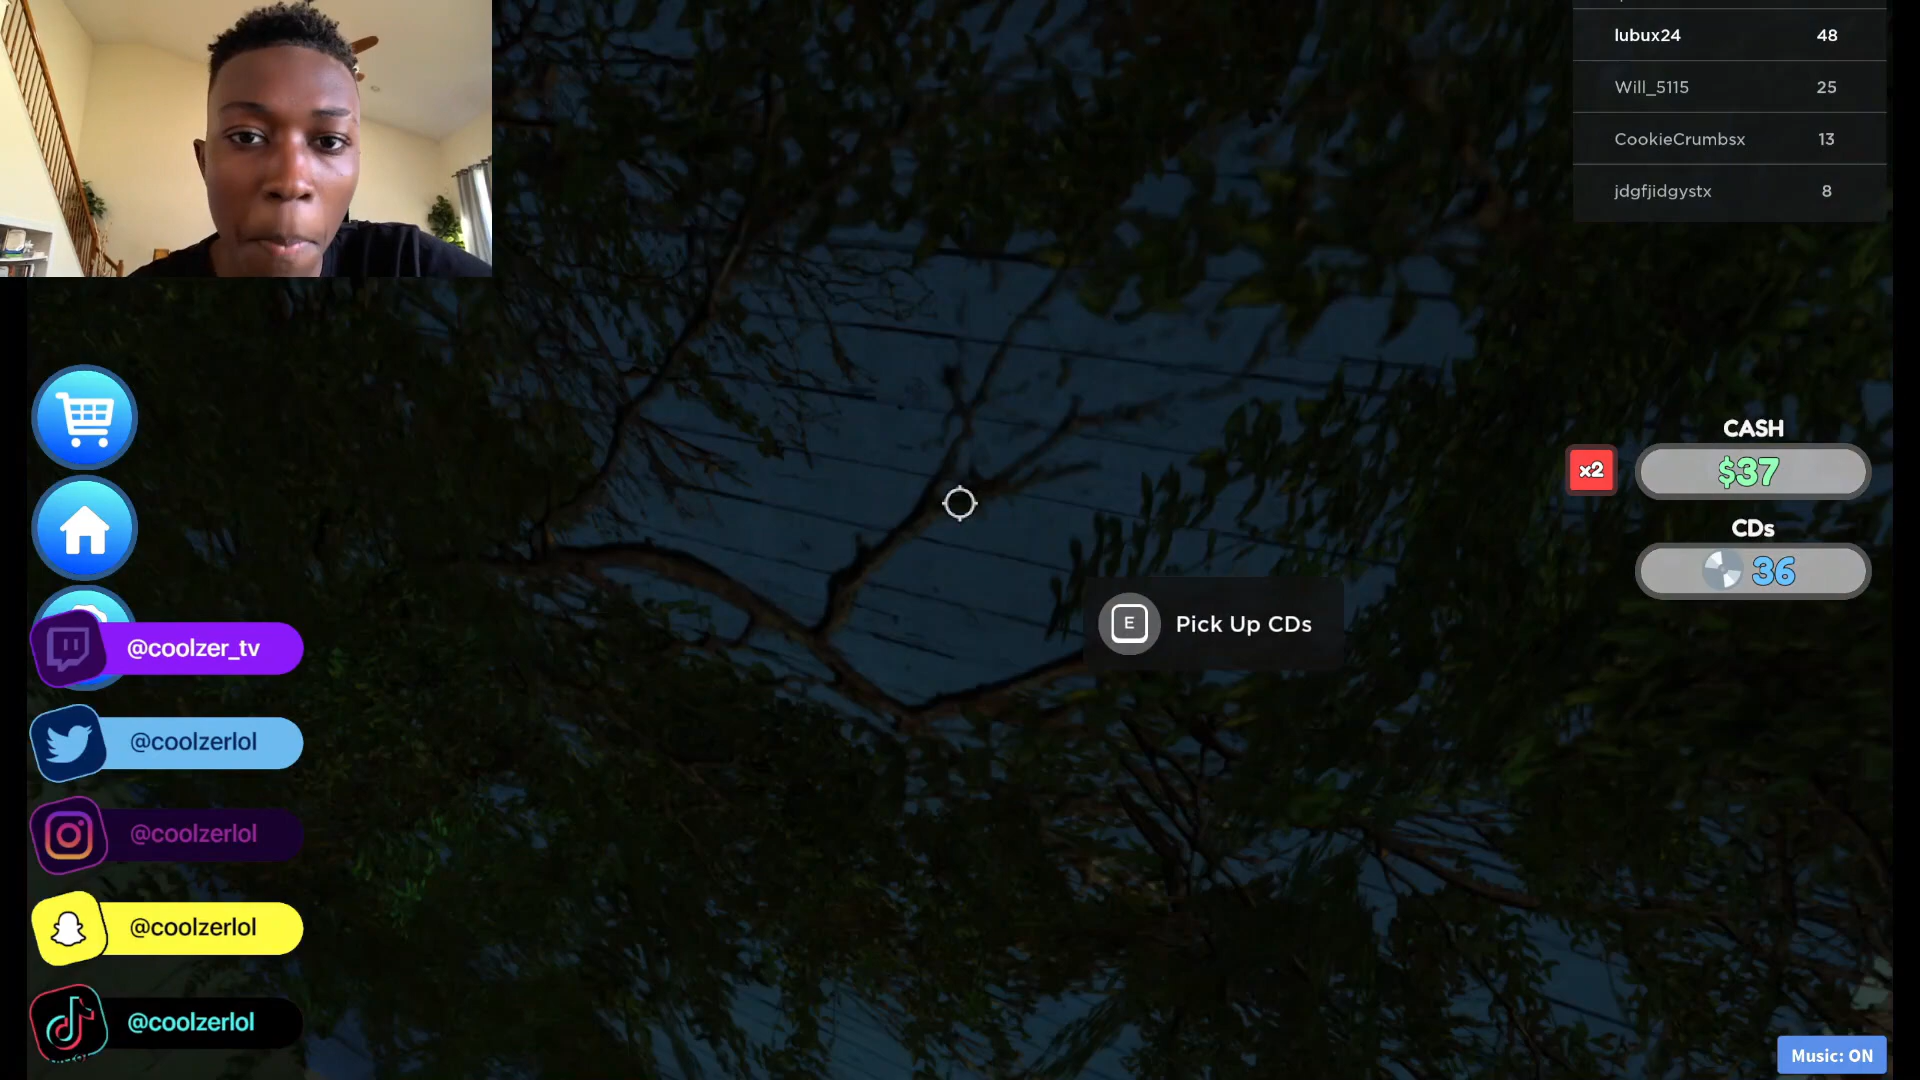 lubux24 48
Will_5115 25
CookieCrumbsx 13
jdgfjidgystx 8
CASH
x2 $37
CDs
36
E Pick Up CDs
@coolzer_tv
@coolzerlol
@coolzerlol
@coolzerlol
@coolzerlol
Music: ON